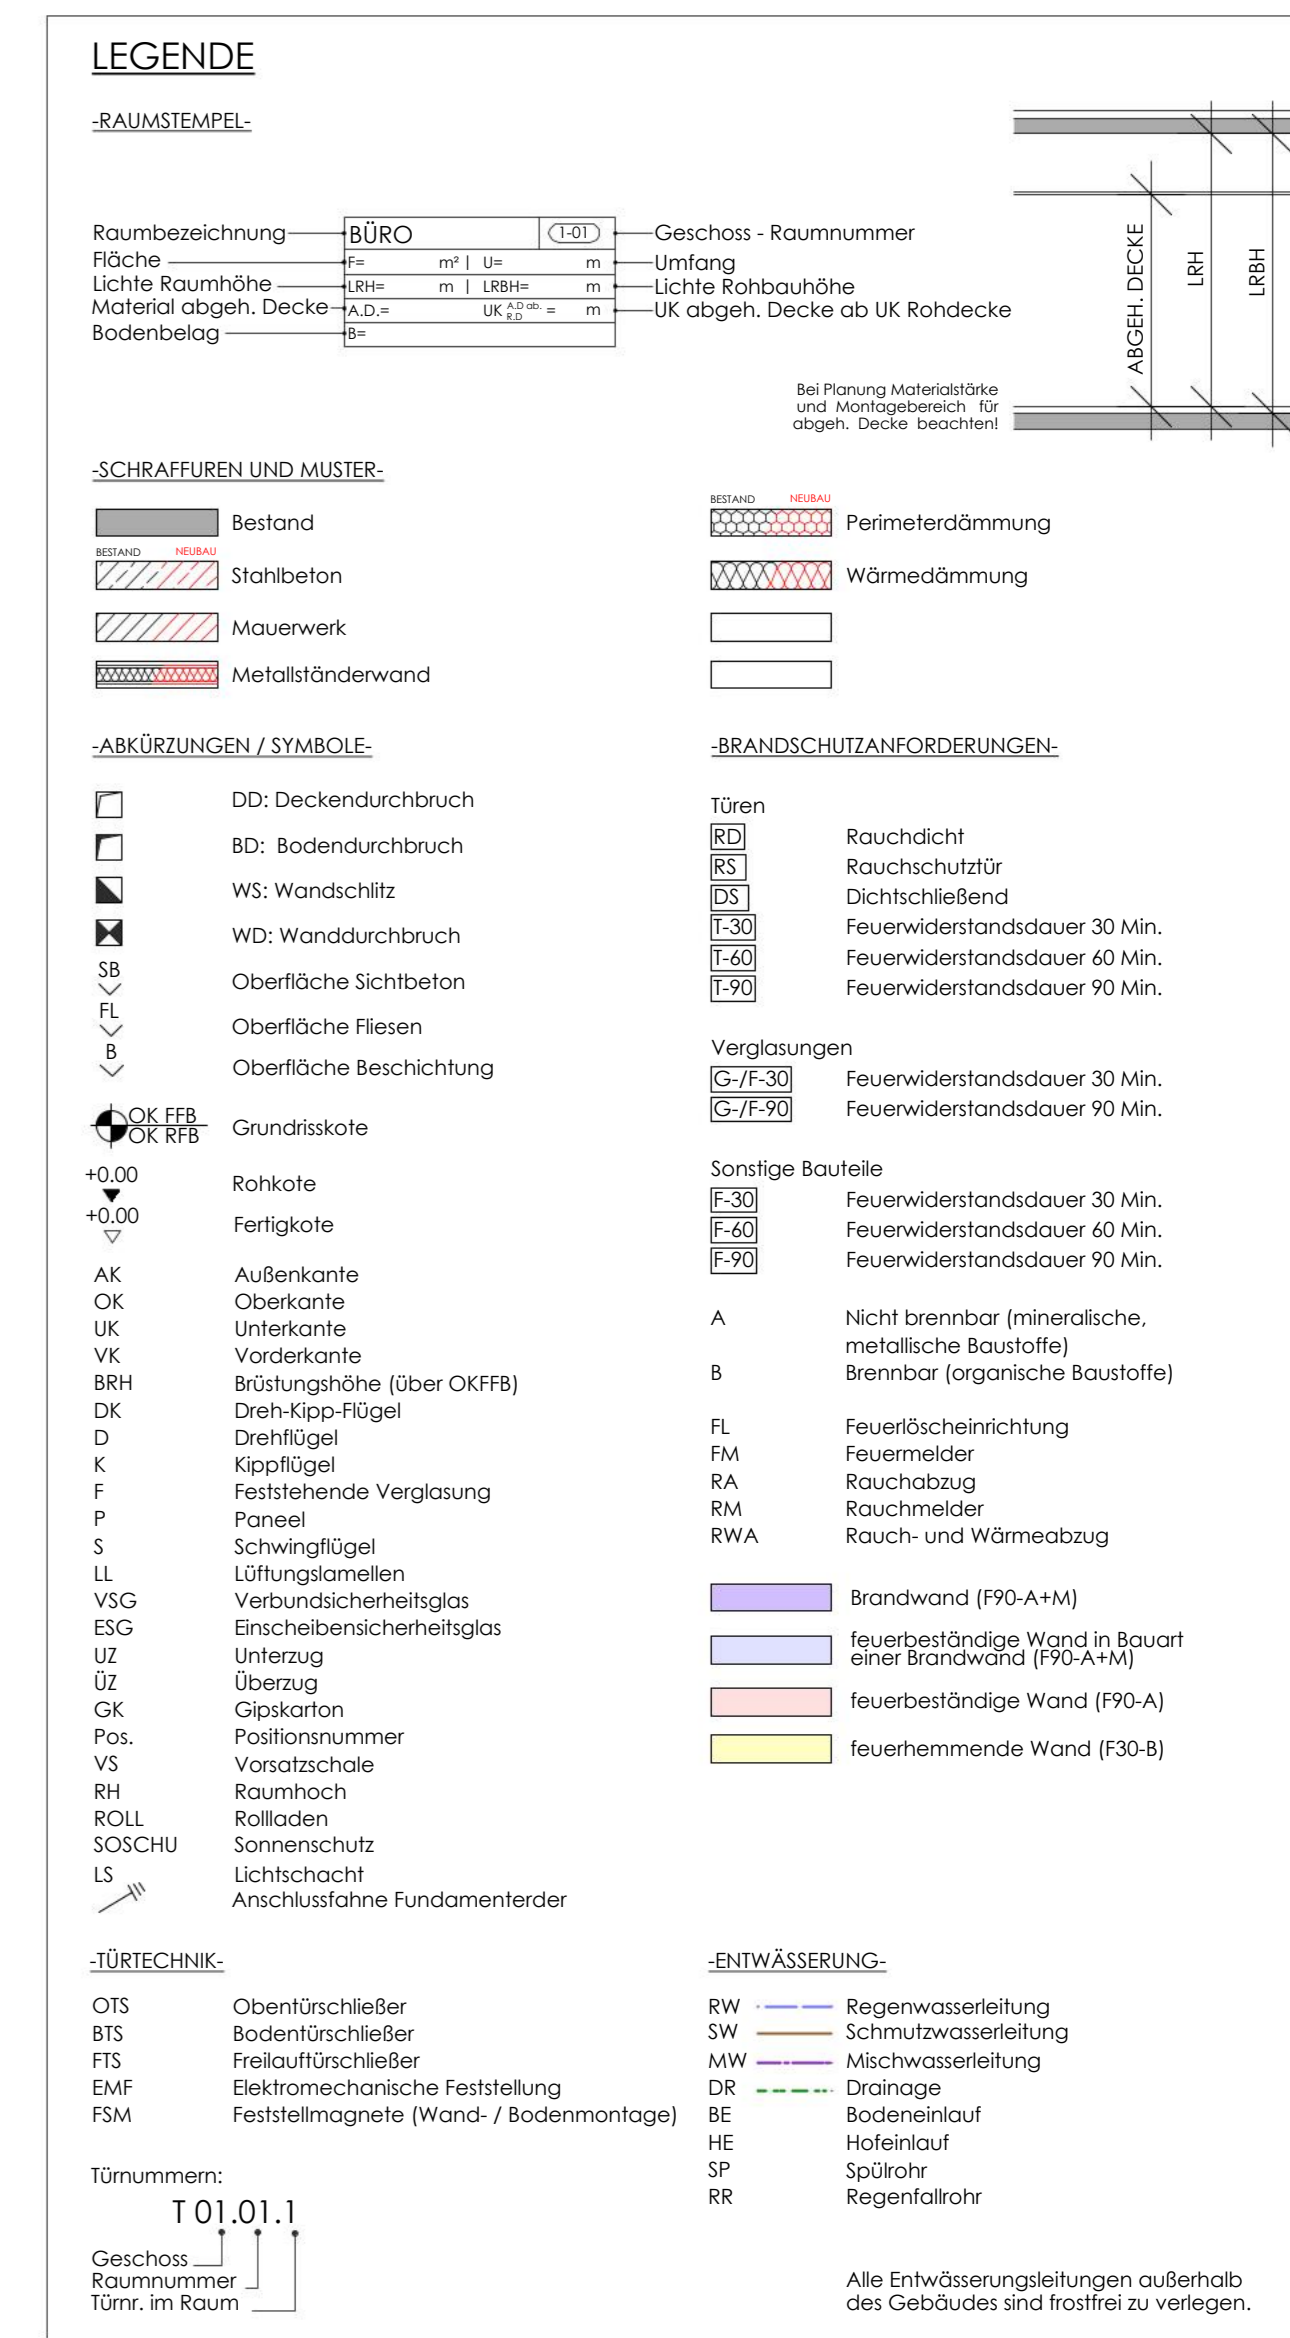 LEGENDE
-RAUMSTEMPEL-
Raumbezeichnung BÜRO 1-01 Geschoss - Raumnummer
Fläche F= m² | U= m Umfang
Lichte Raumhöhe LRH= m | LRBH= m Lichte Rohbauhöhe
Material abgeh. Decke A.D.= UK A.D ab. R.D = m UK abgeh. Decke ab UK Rohdecke
Bodenbelag B=
ABGEH. DECKE
LRH
LRBH
Bei Planung Materialstärke
und Montagebereich für
abgeh. Decke beachten!
-SCHRAFFUREN UND MUSTER-
Bestand
BESTAND NEUBAU
Stahlbeton
Mauerwerk
Metallständerwand
BESTAND NEUBAU
Perimeterdämmung
Wärmedämmung
-ABKÜRZUNGEN / SYMBOLE-
DD: Deckendurchbruch
BD: Bodendurchbruch
WS: Wandschlitz
WD: Wanddurchbruch
SB Oberfläche Sichtbeton
FL Oberfläche Fliesen
B Oberfläche Beschichtung
OK FFB
OK RFB Grundrisskote
+0.00 Rohkote
+0.00 Fertigkote
AK Außenkante
OK Oberkante
UK Unterkante
VK Vorderkante
BRH Brüstungshöhe (über OKFFB)
DK Dreh-Kipp-Flügel
D Drehflügel
K Kippflügel
F Feststehende Verglasung
P Paneel
S Schwingflügel
LL Lüftungslamellen
VSG Verbundsicherheitsglas
ESG Einscheibensicherheitsglas
UZ Unterzug
ÜZ Überzug
GK Gipskarton
Pos. Positionsnummer
VS Vorsatzschale
RH Raumhoch
ROLL Rollladen
SOSCHU Sonnenschutz
LS Lichtschacht
Anschlussfahne Fundamenterder
-BRANDSCHUTZANFORDERUNGEN-
Türen
RD Rauchdicht
RS Rauchschutztür
DS Dichtschließend
T-30 Feuerwiderstandsdauer 30 Min.
T-60 Feuerwiderstandsdauer 60 Min.
T-90 Feuerwiderstandsdauer 90 Min.
Verglasungen
G-/F-30 Feuerwiderstandsdauer 30 Min.
G-/F-90 Feuerwiderstandsdauer 90 Min.
Sonstige Bauteile
F-30 Feuerwiderstandsdauer 30 Min.
F-60 Feuerwiderstandsdauer 60 Min.
F-90 Feuerwiderstandsdauer 90 Min.
A Nicht brennbar (mineralische,
metallische Baustoffe)
B Brennbar (organische Baustoffe)
FL Feuerlöscheinrichtung
FM Feuermelder
RA Rauchabzug
RM Rauchmelder
RWA Rauch- und Wärmeabzug
Brandwand (F90-A+M)
feuerbeständige Wand in Bauart
einer Brandwand (F90-A+M)
feuerbeständige Wand (F90-A)
feuerhemmende Wand (F30-B)
-TÜRTECHNIK-
OTS Obentürschließer
BTS Bodentürschließer
FTS Freilauftürschließer
EMF Elektromechanische Feststellung
FSM Feststellmagnete (Wand- / Bodenmontage)
Türnummern:
T 01.01.1
Geschoss
Raumnummer
Türnr. im Raum
-ENTWÄSSERUNG-
RW Regenwasserleitung
SW Schmutzwasserleitung
MW Mischwasserleitung
DR Drainage
BE Bodeneinlauf
HE Hofeinlauf
SP Spülrohr
RR Regenfallrohr
Alle Entwässerungsleitungen außerhalb
des Gebäudes sind frostfrei zu verlegen.